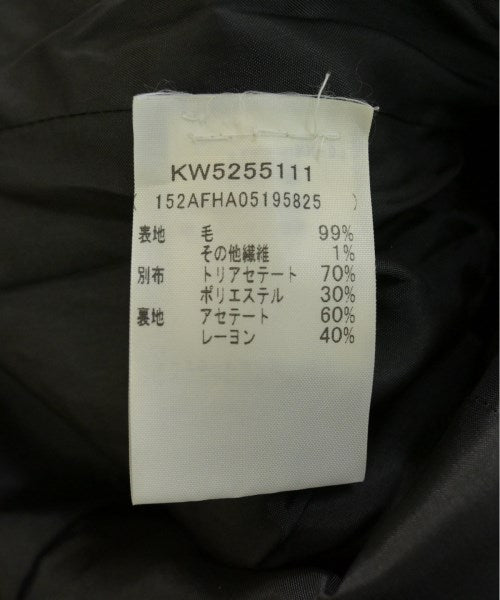 KW5255111
( 152AFHA05195825 )
表地 毛 99%
その他繊維 1%
別布 トリアセテート 70%
ポリエステル 30%
裏地 アセテート 60%
レーヨン 40%